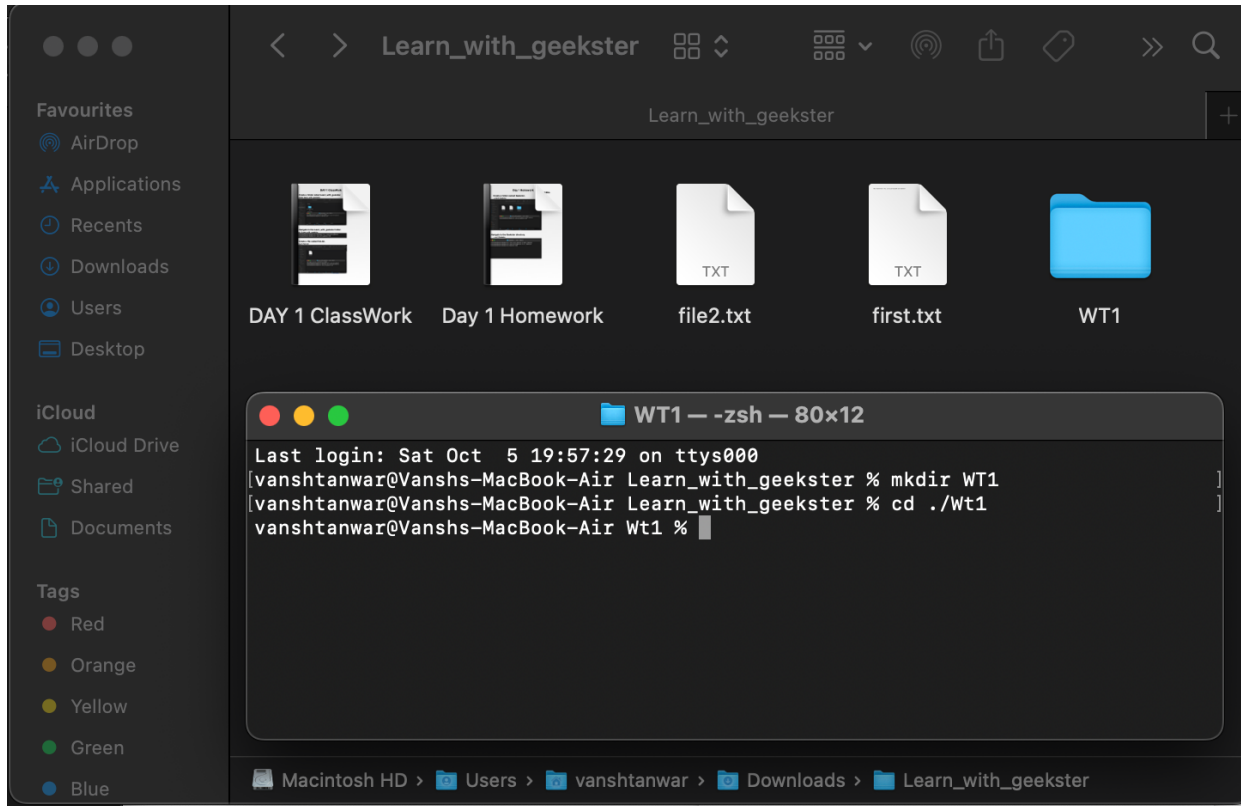 Learn_with_geekster
Learn_with_geekster
Favourites
AirDrop
Applications
Recents
Downloads
Users
Desktop
iCloud
iCloud Drive
Shared
Documents
Tags
Red
Orange
Yellow
Green
Blue
DAY 1 ClassWork
Day 1 Homework
TXT
file2.txt
TXT
first.txt
WT1
WT1 — -zsh — 80×12
Last login: Sat Oct  5 19:57:29 on ttys000
[vanshtanwar@Vanshs-MacBook-Air Learn_with_geekster % mkdir WT1 ]
[vanshtanwar@Vanshs-MacBook-Air Learn_with_geekster % cd ./Wt1 ]
vanshtanwar@Vanshs-MacBook-Air Wt1 %
Macintosh HD › Users › vanshtanwar › Downloads › Learn_with_geekster